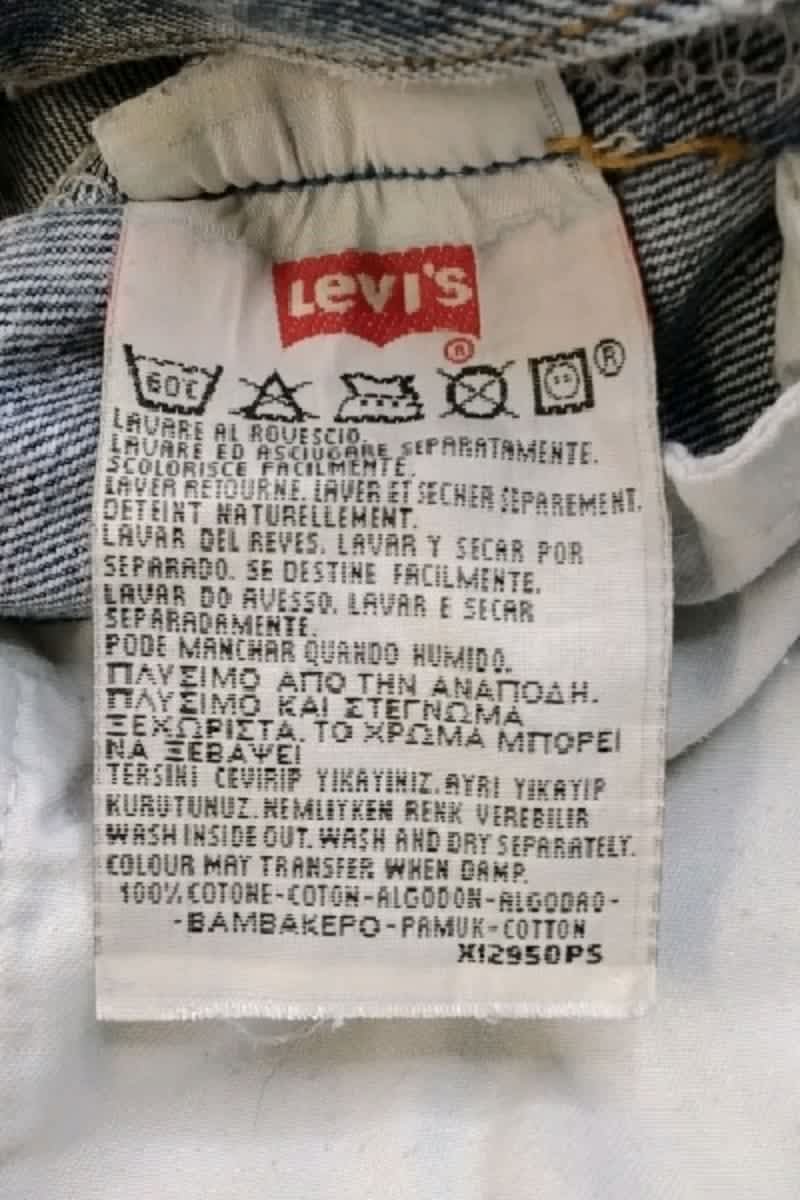 Levi's
®
60C
®
LAVARE AL ROVESCIO.
LAVARE ED ASCIUGARE SEPARATAMENTE.
SCOLORISCE FACILMENTE.
LAVER RETOURNE. LAVER ET SECHER SEPAREMENT.
DETEINT NATURELLEMENT.
LAVAR DEL REVES. LAVAR Y SECAR POR
SEPARADO. SE DESTINE FACILMENTE.
LAVAR DO AVESSO. LAVAR E SECAR
SEPARADAMENTE.
PODE MANCHAR QUANDO HUMIDO.
ΠΛΥΣΙΜΟ ΑΠΟ ΤΗΝ ΑΝΑΠΟΔΗ.
ΠΛΥΣΙΜΟ ΚΑΙ ΣΤΕΓΝΩΜΑ
ΞΕΧΩΡΙΣΤΑ. ΤΟ ΧΡΩΜΑ ΜΠΟΡΕΙ
ΝΑ ΞΕΒΑΨΕΙ
TERSINI CEVIRIP YIKAYINIZ. AYRI YIKAYIP
KURUTUNUZ. NEMLIYKEN RENK VEREBILIR
WASH INSIDE OUT. WASH AND DRY SEPARATELY.
COLOUR MAY TRANSFER WHEN DAMP.
100% COTONE-COTON-ALGODON-ALGODAO-
-ΒΑΜΒΑΚΕΡΟ-PAMUK-COTTON
X12950PS